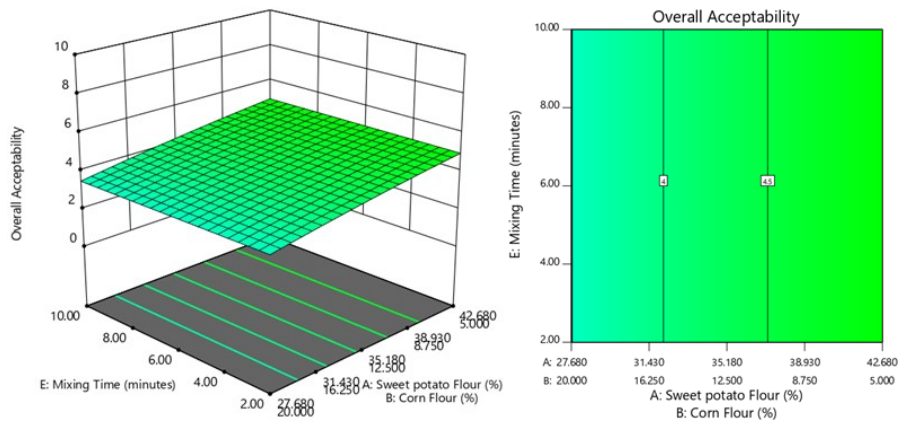 10
8
6
4
2
0
Overall Acceptability
10.00
8.00
6.00
4.00
2.00
E: Mixing Time (minutes)
42.680
5.000
38.930
8.750
35.180
12.500
31.430
16.250
27.680
20.000
A: Sweet potato Flour (%)
B: Corn Flour (%)
Overall Acceptability
10.00
8.00
6.00
4.00
2.00
E: Mixing Time (minutes)
4
4.5
A: 27.680 31.430 35.180 38.930 42.680
B: 20.000 16.250 12.500 8.750 5.000
A: Sweet potato Flour (%)
B: Corn Flour (%)